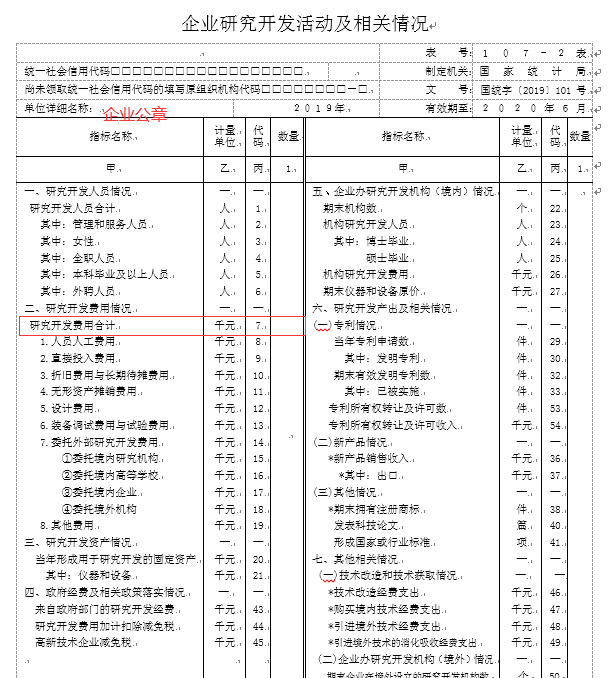 企业研究开发活动及相关情况
表 号: 107-2表
统一社会信用代码□□□□□□□□□□□□□□□□□□ 制定机关: 国家统计局
尚未领取统一社会信用代码的填写原组织机构代码□□□□□□□□－□ 文 号: 国统字〔2019〕101号
单位详细名称: 企业公章 2019年 有效期至: 2020年6月
指标名称 计量单位 代码 数量 指标名称 计量单位 代码 数量
甲 乙 丙 1 甲 乙 丙 1
一、研究开发人员情况 — — 五、企业办研究开发机构（境内）情况 — —
研究开发人员合计 人 1 期末机构数 个 22
其中：管理和服务人员 人 2 机构研究开发人员 人 23
其中：女性 人 3 其中：博士毕业 人 24
其中：全职人员 人 4 硕士毕业 人 25
其中：本科毕业及以上人员 人 5 机构研究开发费用 千元 26
其中：外聘人员 人 6 期末仪器和设备原价 千元 27
二、研究开发费用情况 — — 六、研究开发产出及相关情况 — —
研究开发费用合计 千元 7 (一)专利情况 — —
1.人员人工费用 千元 8 当年专利申请数 件 29
2.直接投入费用 千元 9 其中：发明专利 件 30
3.折旧费用与长期待摊费用 千元 10 期末有效发明专利数 件 32
4.无形资产摊销费用 千元 11 其中：已被实施 件 33
5.设计费用 千元 12 专利所有权转让及许可数 件 53
6.装备调试费用与试验费用 千元 13 专利所有权转让及许可收入 千元 54
7.委托外部研究开发费用 千元 14 (二)新产品情况 — —
①委托境内研究机构 千元 15 *新产品销售收入 千元 36
②委托境内高等学校 千元 16 *其中：出口 千元 37
③委托境内企业 千元 17 (三)其他情况 — —
④委托境外机构 千元 18 *期末拥有注册商标 件 38
8.其他费用 千元 19 发表科技论文 篇 40
三、研究开发资产情况 — — 形成国家或行业标准 项 41
当年形成用于研究开发的固定资产 千元 20 七、其他相关情况 — —
其中：仪器和设备 千元 21 (一)技术改造和技术获取情况 — —
四、政府经费及相关政策落实情况 — — *技术改造经费支出 千元 46
来自政府部门的研究开发经费 千元 43 *购买境内技术经费支出 千元 47
研究开发费用加计扣除减免税 千元 44 *引进境外技术经费支出 千元 48
高新技术企业减免税 千元 45 *引进境外技术的消化吸收经费支出 千元 49
(二)企业办研究开发机构（境外）情况 — —
期末企业在境外设立的研究开发机构数 个 50